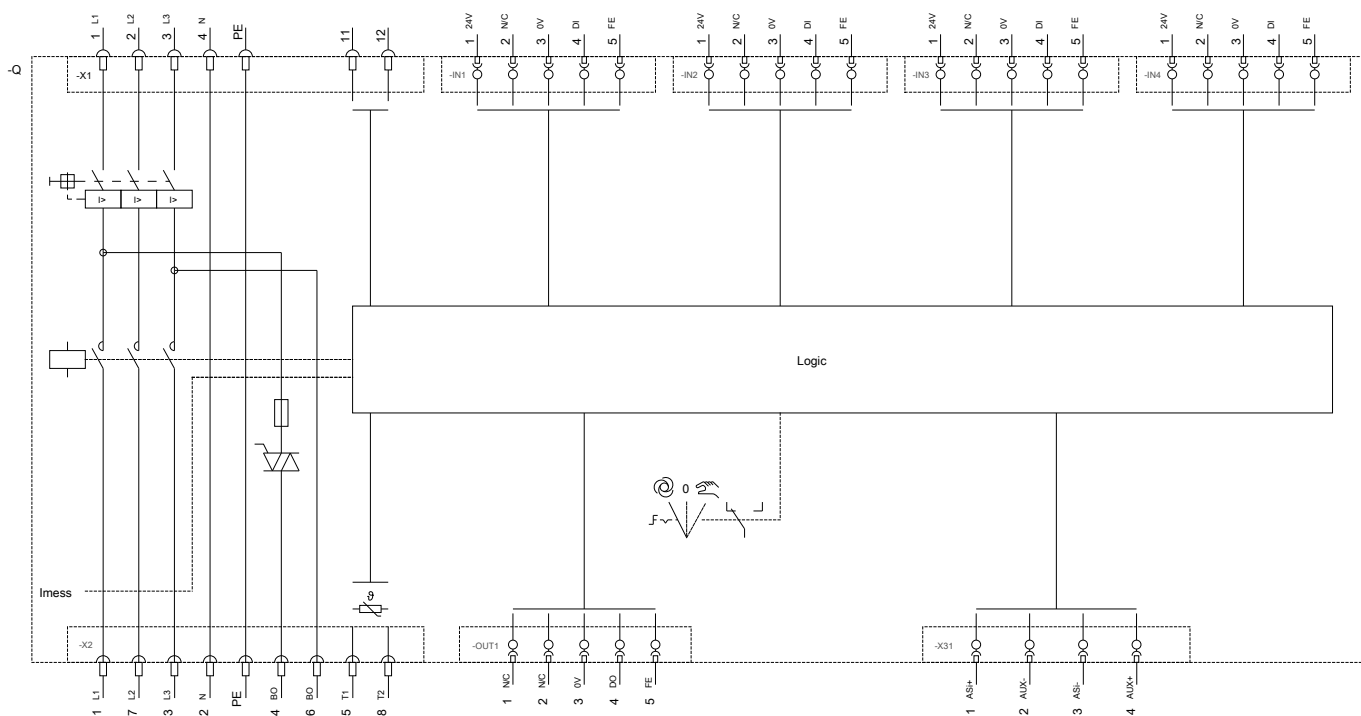 1 L1
2 L2
3 L3
4 N
PE
11
12
1 24V
2 N/C
3 0V
4 DI
5 FE
1 24V
2 N/C
3 0V
4 DI
5 FE
1 24V
2 N/C
3 0V
4 DI
5 FE
1 24V
2 N/C
3 0V
4 DI
5 FE
-Q
-X1
-IN1
-IN2
-IN3
-IN4
I>
I>
I>
Logic
0
Imess
ϑ
-X2
-OUT1
-X31
1 L1
7 L2
3 L3
2 N
PE
4 BO
6 BO
5 T1
8 T2
1 N/C
2 N/C
3 0V
4 DO
5 FE
1 ASi+
2 AUX-
3 ASi-
4 AUX+